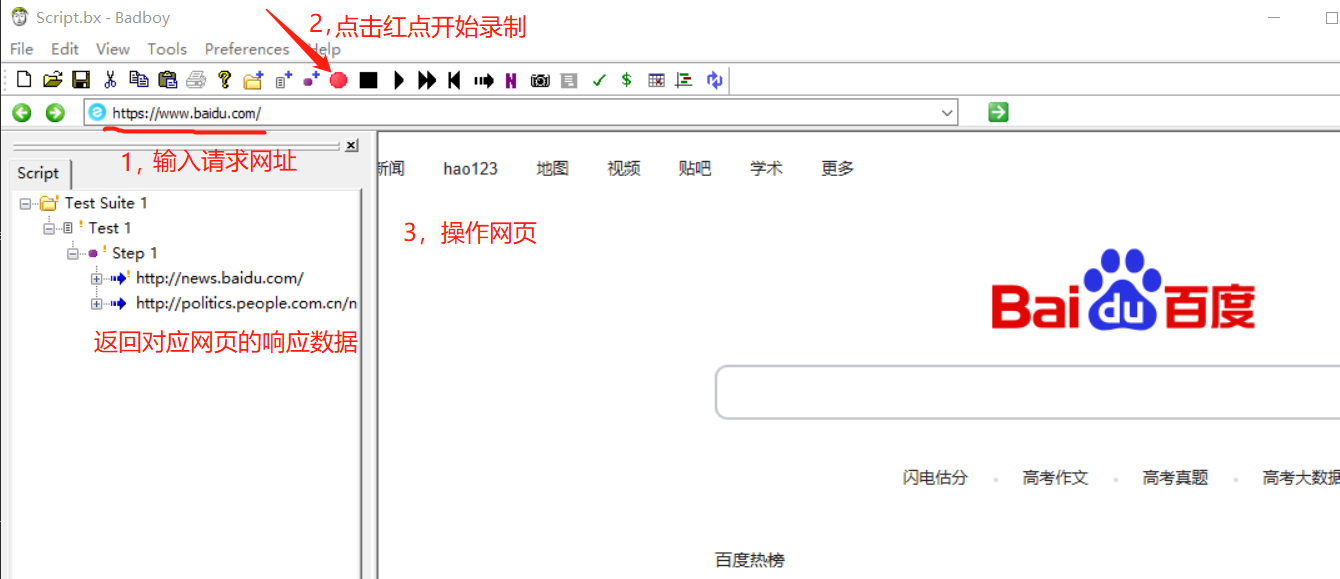 Script.bx - Badboy
2,点击红点开始录制
File Edit View Tools Preferences Help
https://www.baidu.com/
1, 输入请求网址
Script
新闻 hao123 地图 视频 贴吧 学术 更多
Test Suite 1
Test 1
3, 操作网页
Step 1
http://news.baidu.com/
http://politics.people.com.cn/n
Bai du 百度
返回对应网页的响应数据
闪电估分 高考作文 高考真题 高考大数据
百度热榜